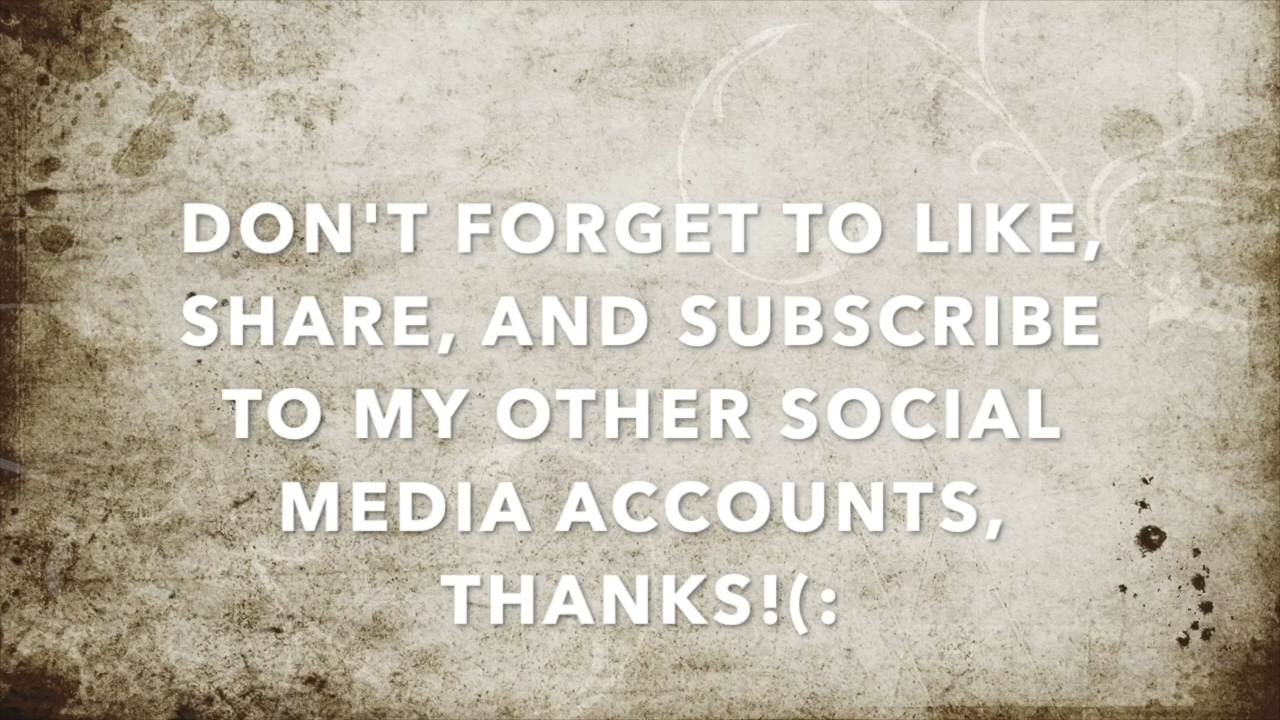 DON'T FORGET TO LIKE,
SHARE, AND SUBSCRIBE
TO MY OTHER SOCIAL
MEDIA ACCOUNTS,
THANKS!(: